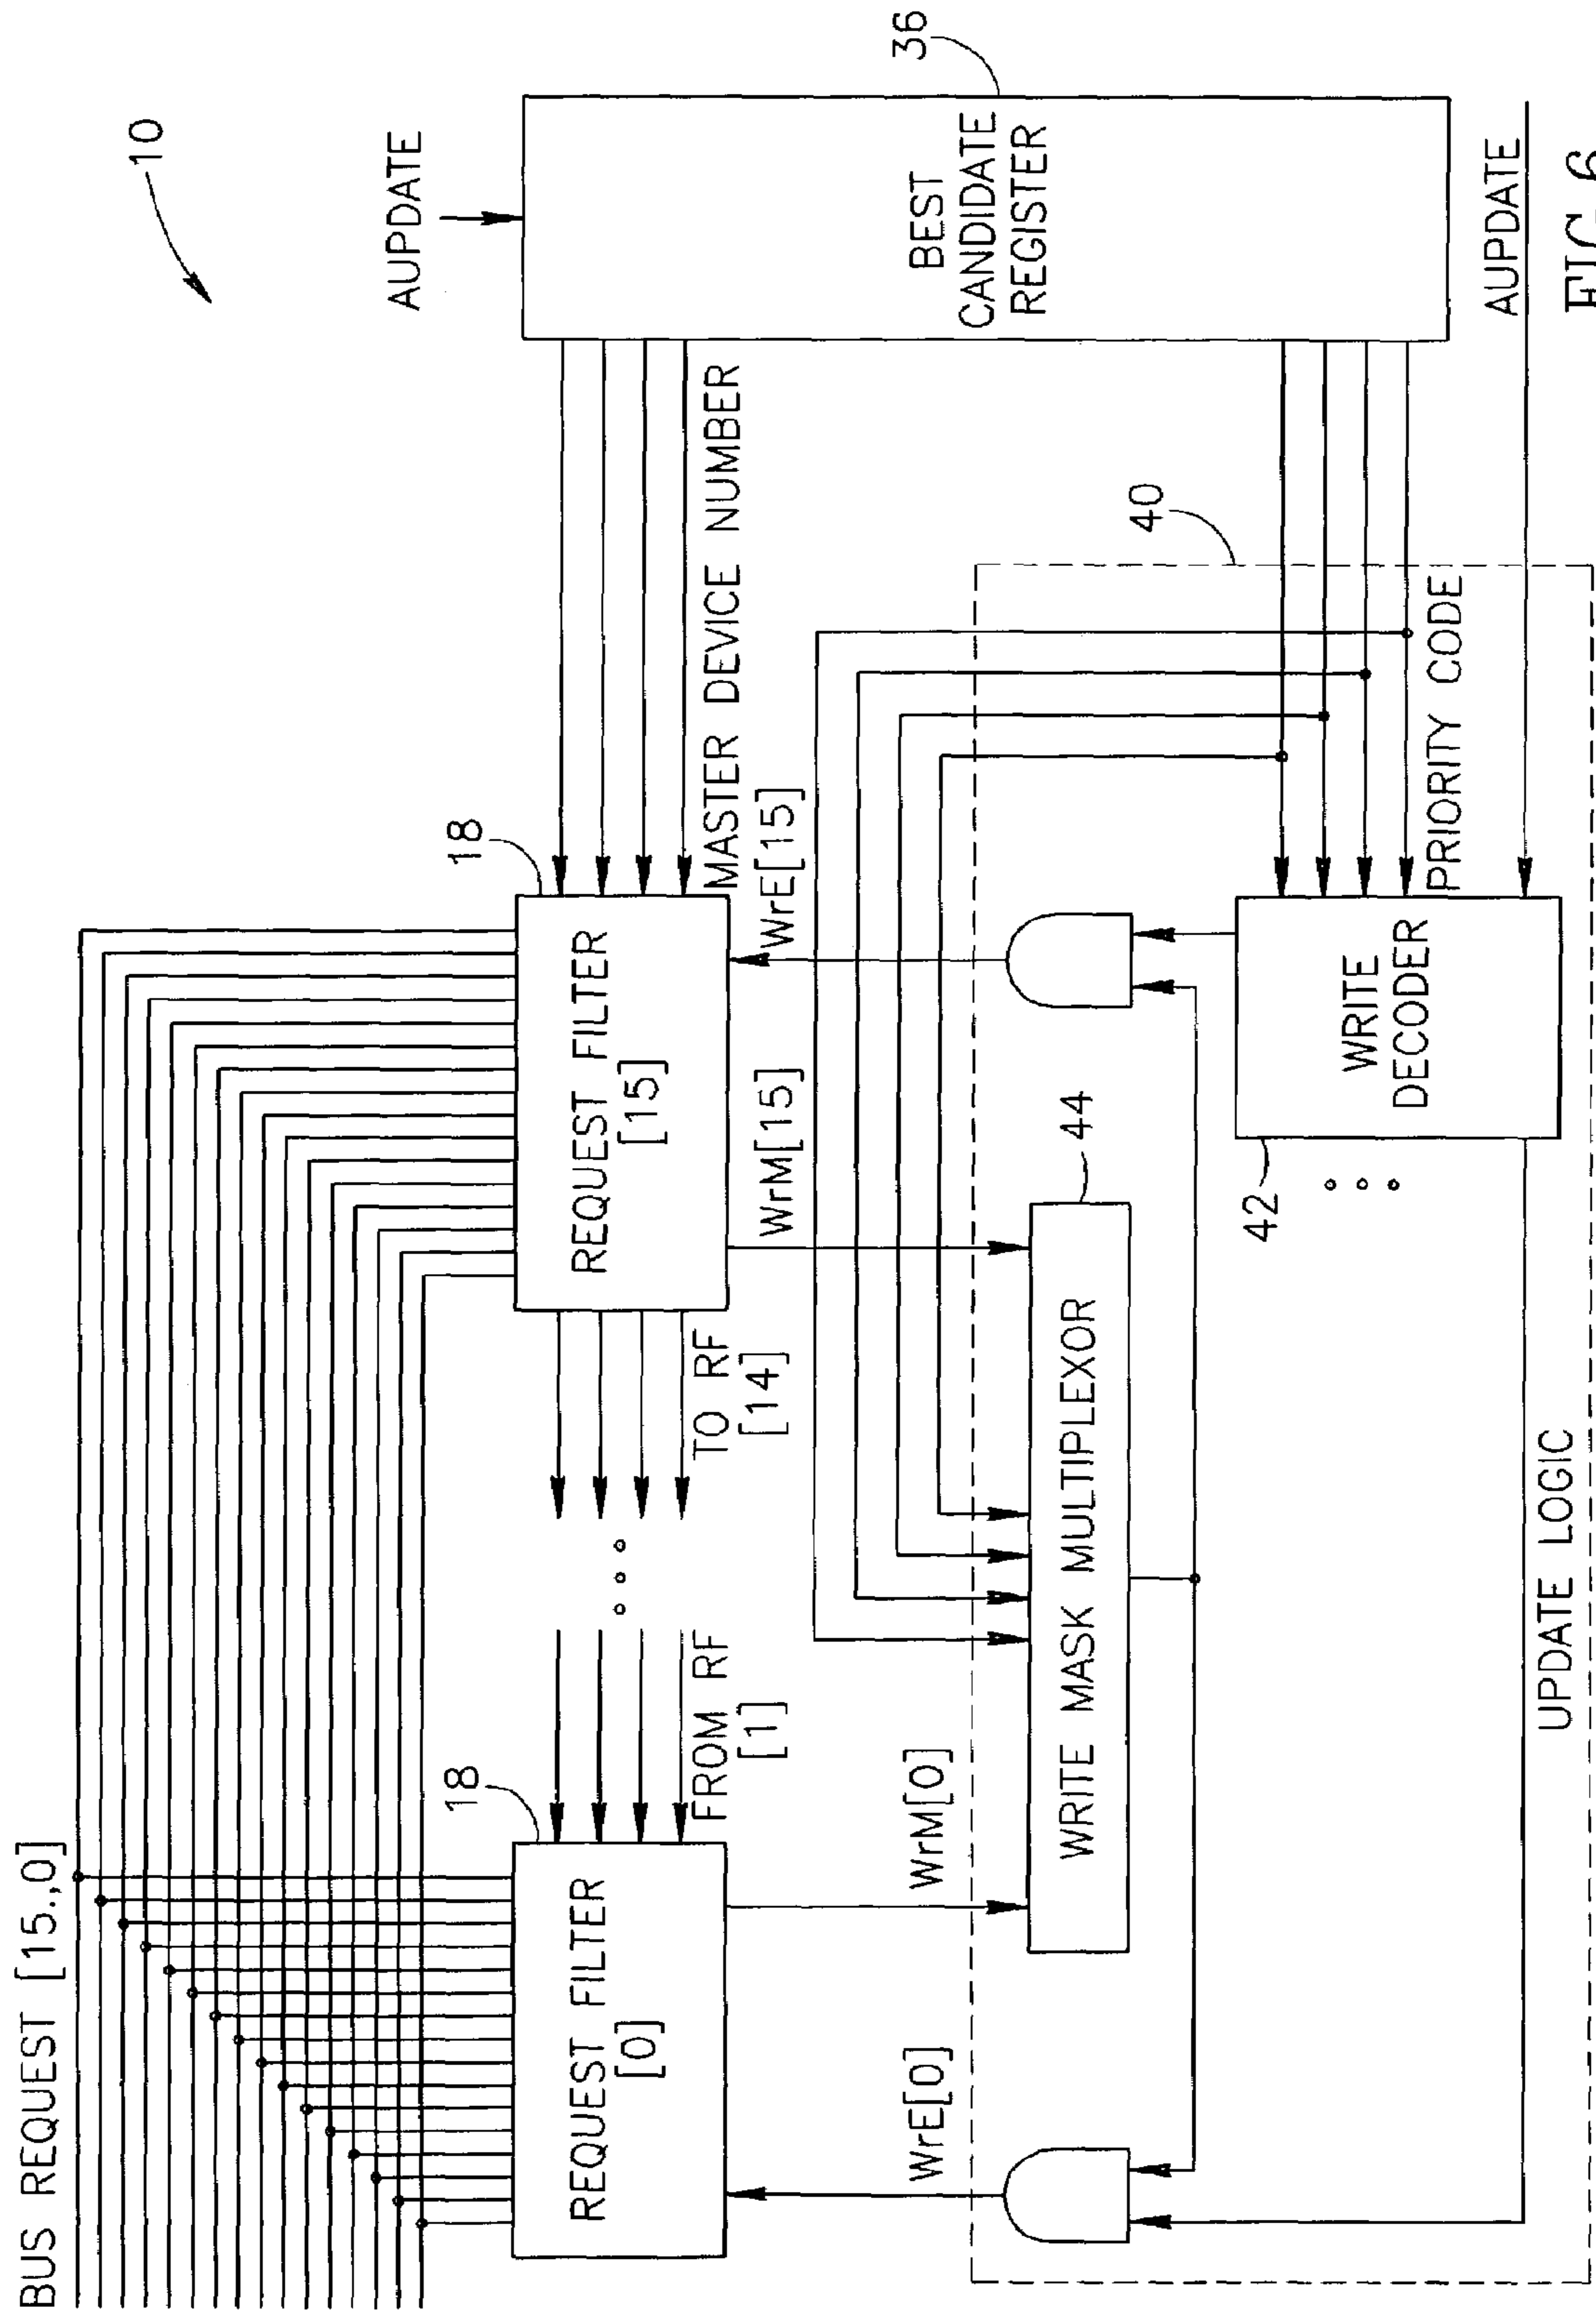 BUS REQUEST [15.,0]
10
AUPDATE
36
BEST
CANDIDATE
REGISTER
18
REQUEST FILTER
[0]
18
REQUEST FILTER
[15]
FROM RF
[1]
TO RF
[14]
MASTER DEVICE NUMBER
WrE[0]
WrM[0]
WrM[15]
WrE[15]
40
WRITE MASK MULTIPLEXOR
44
42
WRITE
DECODER
PRIORITY CODE
AUPDATE
UPDATE LOGIC
FIG. 6